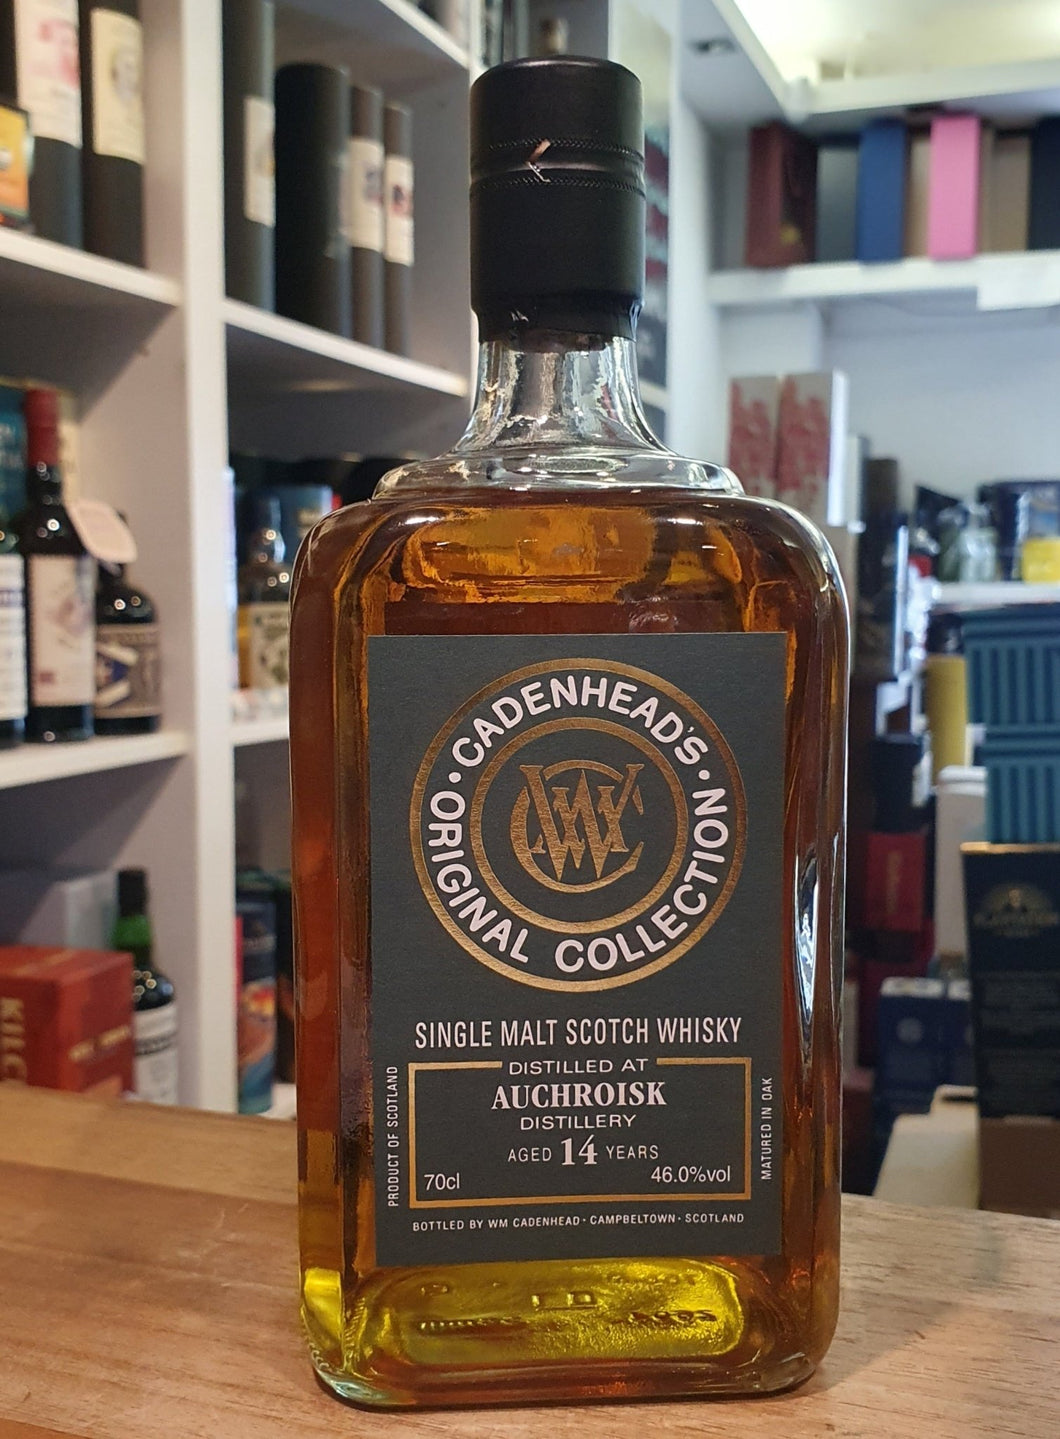 CADENHEAD'S
ORIGINAL COLLECTION
WMC
SINGLE MALT SCOTCH WHISKY
DISTILLED AT
AUCHROISK
DISTILLERY
AGED 14 YEARS
70cl
46.0%vol
PRODUCT OF SCOTLAND
MATURED IN OAK
BOTTLED BY WM CADENHEAD · CAMPBELTOWN · SCOTLAND